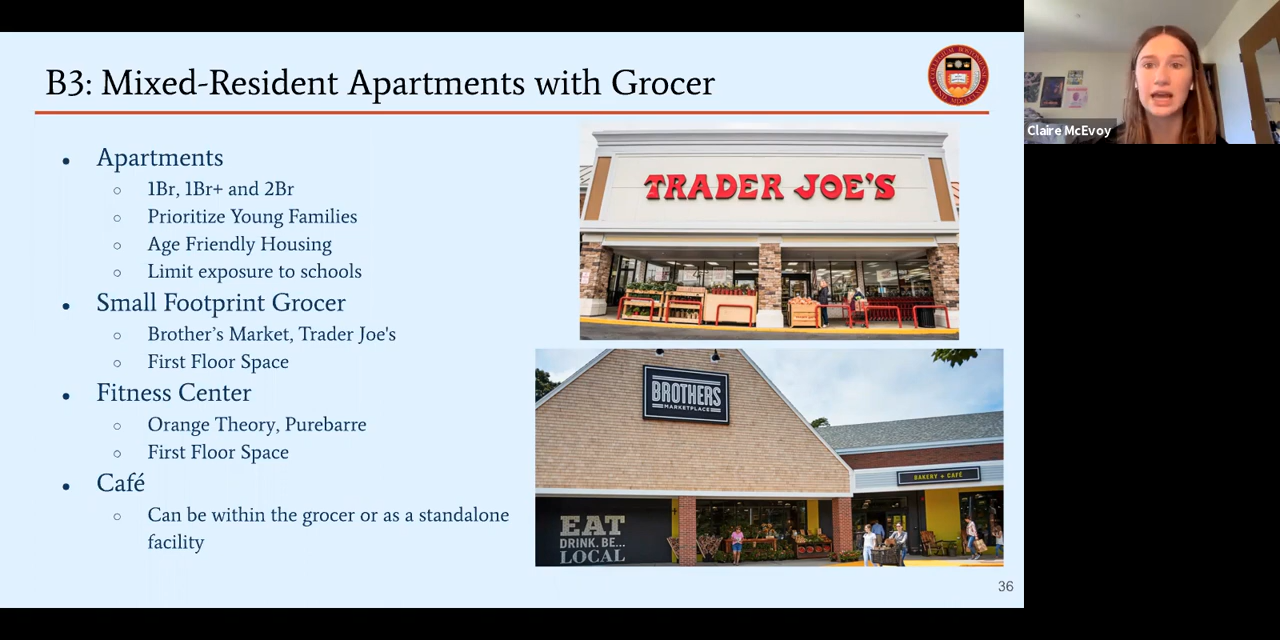 B3: Mixed-Resident Apartments with Grocer
Claire McEvoy
Apartments
1Br, 1Br+ and 2Br
Prioritize Young Families
Age Friendly Housing
Limit exposure to schools
Small Footprint Grocer
Brother's Market, Trader Joe's
First Floor Space
Fitness Center
Orange Theory, Purebarre
First Floor Space
Café
Can be within the grocer or as a standalone
facility
TRADER JOE'S
BROTHERS
MARKETPLACE
BAKERY + CAFÉ
EAT
DRINK. BE...
LOCAL
36